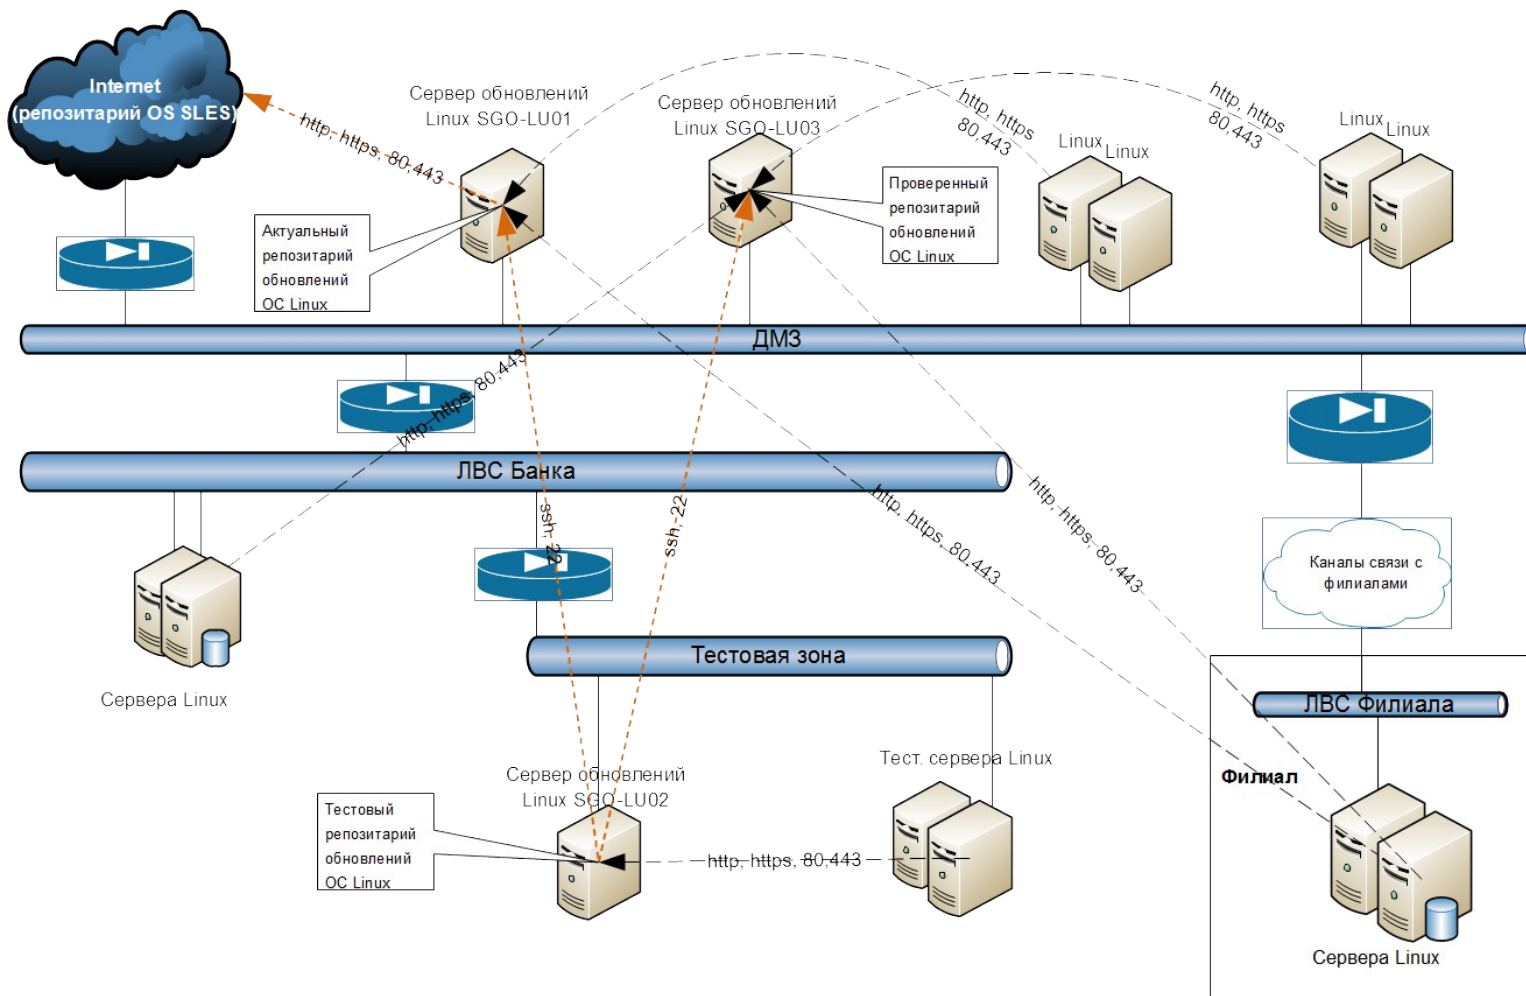 Internet
(репозитарий OS SLES)
http, https, 80,443
Сервер обновлений
Linux SGO-LU01
Сервер обновлений
Linux SGO-LU03
http, https
80,443
Linux
Linux
http, https
80,443
Linux
Linux
Актуальный
репозитарий
обновлений
ОС Linux
Проверенный
репозитарий
обновлений
ОС Linux
ДМЗ
http, https, 80,443
ЛВС Банка
ssh, 22
ssh, 22
http, https, 80,443
http, https, 80,443
Каналы связи с
филиалами
Сервера Linux
Тестовая зона
ЛВС Филиала
Филиал
Сервер обновлений
Linux SGO-LU02
Тест. сервера Linux
Тестовый
репозитарий
обновлений
ОС Linux
http, https, 80,443
Сервера Linux